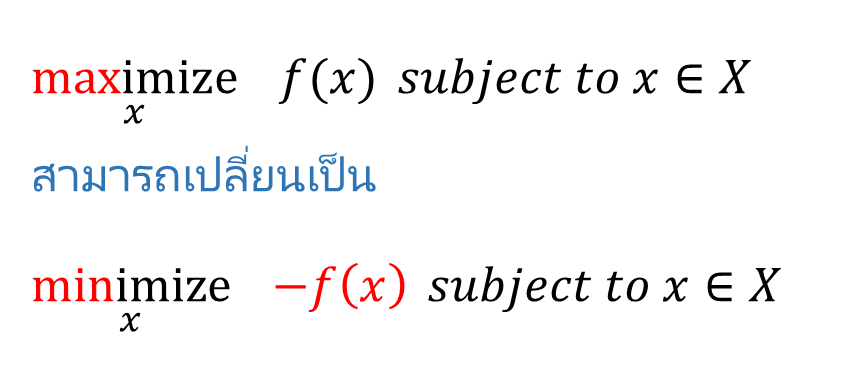 maximize f(x) subject to x ∈ X
x
สามารถเปลี่ยนเป็น
minimize −f(x) subject to x ∈ X
x